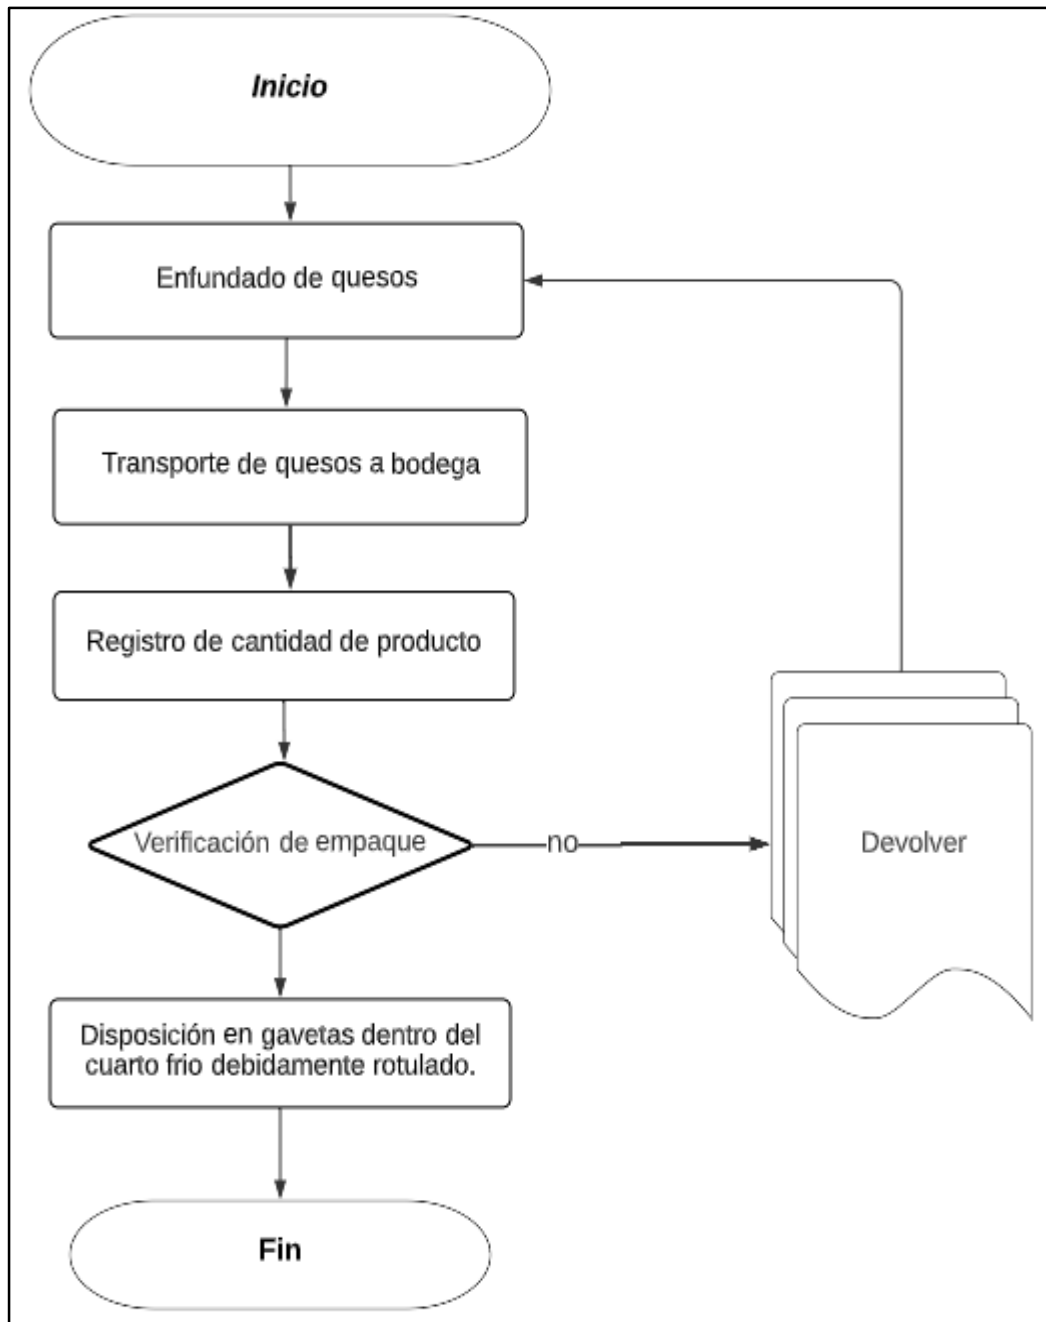 Inicio
Enfundado de quesos
Transporte de quesos a bodega
Registro de cantidad de producto
Verificación de empaque
no
Devolver
Disposición en gavetas dentro del
cuarto frio debidamente rotulado.
Fin